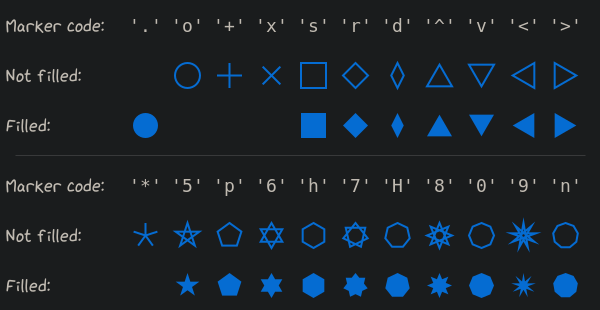 Marker code: '.' 'o' '+' 'x' 's' 'r' 'd' '^' 'v' '<' '>'
Not filled:
Filled:
Marker code: '*' '5' 'p' '6' 'h' '7' 'H' '8' '0' '9' 'n'
Not filled:
Filled: